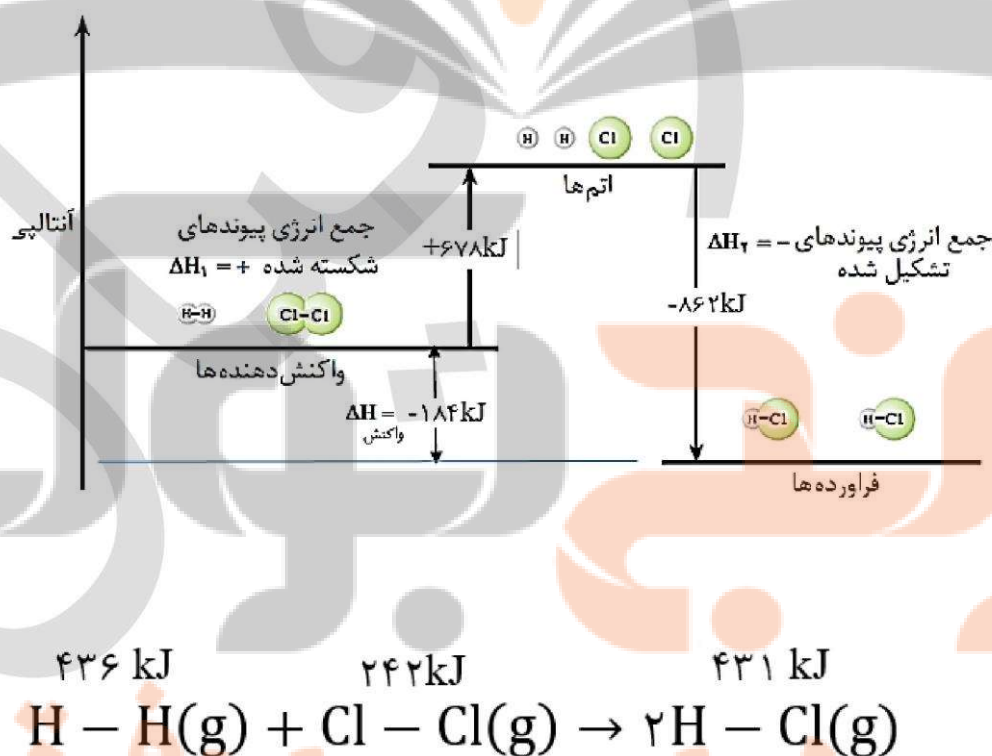 H H Cl Cl
اتم‌ها
آنتالپی
جمع انرژی پیوندهای
شکسته شده ΔH₁ = +
+۶۷۸kJ
ΔH₂ = − جمع انرژی پیوندهای
تشکیل شده
-۸۶۲kJ
H-H Cl-Cl
واکنش‌دهنده‌ها
ΔH = -۱۸۴kJ
واکنش
H-Cl H-Cl
فراورده‌ها
۴۳۶ kJ ۲۴۲kJ ۴۳۱ kJ
H − H(g) + Cl − Cl(g) → ۲H − Cl(g)